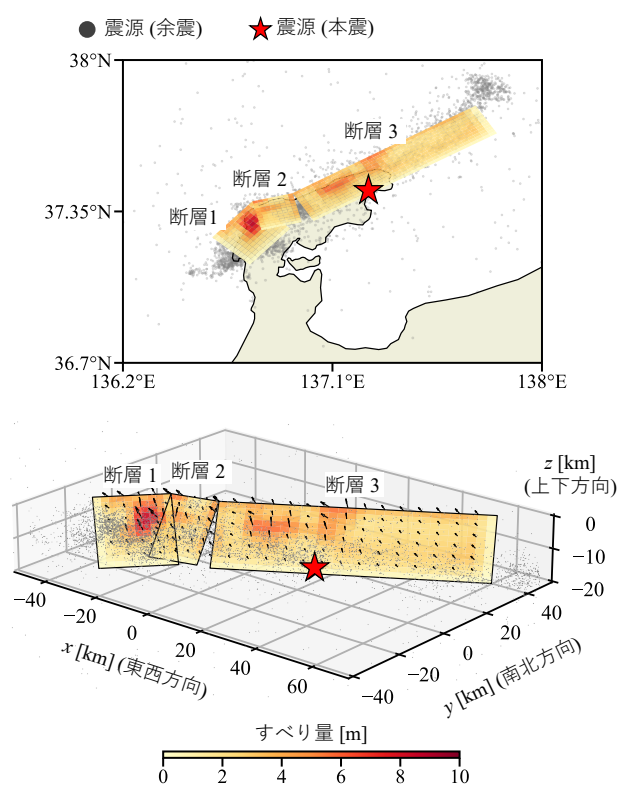 震源 (余震) 震源 (本震)
38°N
断層 3
断層 2
37.35°N
断層1
36.7°N
136.2°E 137.1°E 138°E
断層 1 断層 2
断層 3
z [km]
(上下方向)
0
−10
−20
−40
−20
0
20
40
60
x [km] (東西方向)
−40
−20
0
20
40
y [km] (南北方向)
すべり量 [m]
0 2 4 6 8 10